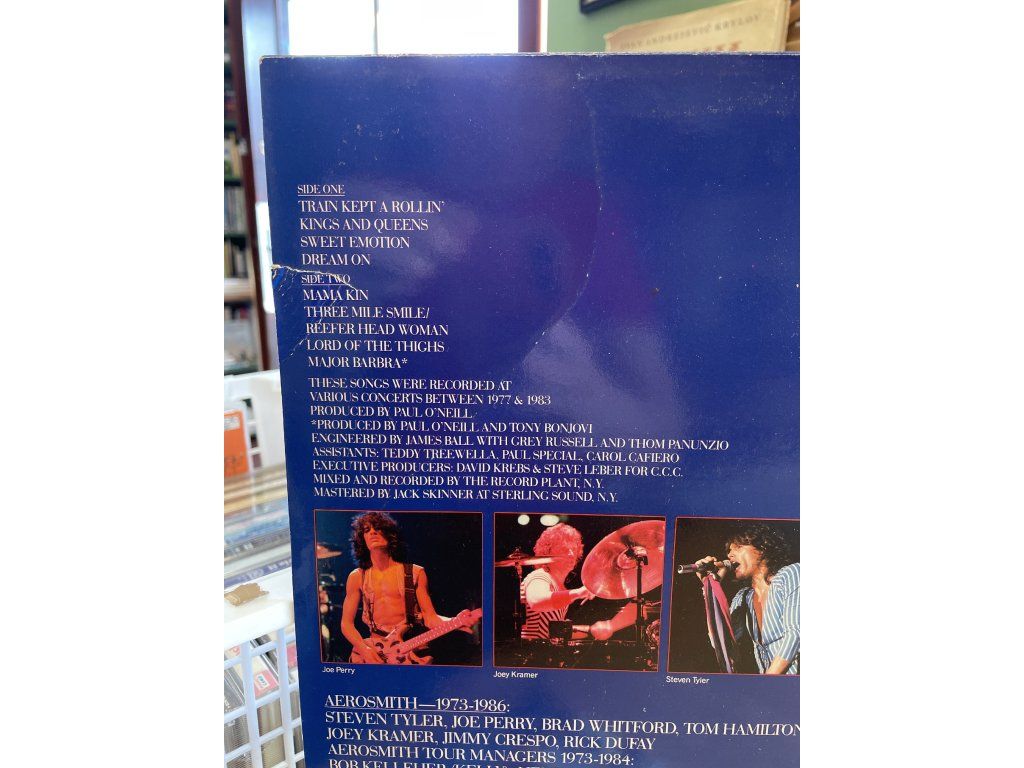 SIDE ONE
TRAIN KEPT A ROLLIN'
KINGS AND QUEENS
SWEET EMOTION
DREAM ON
SIDE TWO
MAMA KIN
THREE MILE SMILE/
REEFER HEAD WOMAN
LORD OF THE THIGHS
MAJOR BARBRA*
THESE SONGS WERE RECORDED AT
VARIOUS CONCERTS BETWEEN 1977 & 1983
PRODUCED BY PAUL O'NEILL
*PRODUCED BY PAUL O'NEILL AND TONY BONJOVI
ENGINEERED BY JAMES BALL WITH GREY RUSSELL AND THOM PANUNZIO
ASSISTANTS: TEDDY TREEWELLA, PAUL SPECIAL, CAROL CAFIERO
EXECUTIVE PRODUCERS: DAVID KREBS & STEVE LEBER FOR C.C.C.
MIXED AND RECORDED BY THE RECORD PLANT, N.Y.
MASTERED BY JACK SKINNER AT STERLING SOUND, N.Y.
Joe Perry
Joey Kramer
Steven Tyler
AEROSMITH—1973-1986:
STEVEN TYLER, JOE PERRY, BRAD WHITFORD, TOM HAMILTON
JOEY KRAMER, JIMMY CRESPO, RICK DUFAY
AEROSMITH TOUR MANAGERS 1973-1984: